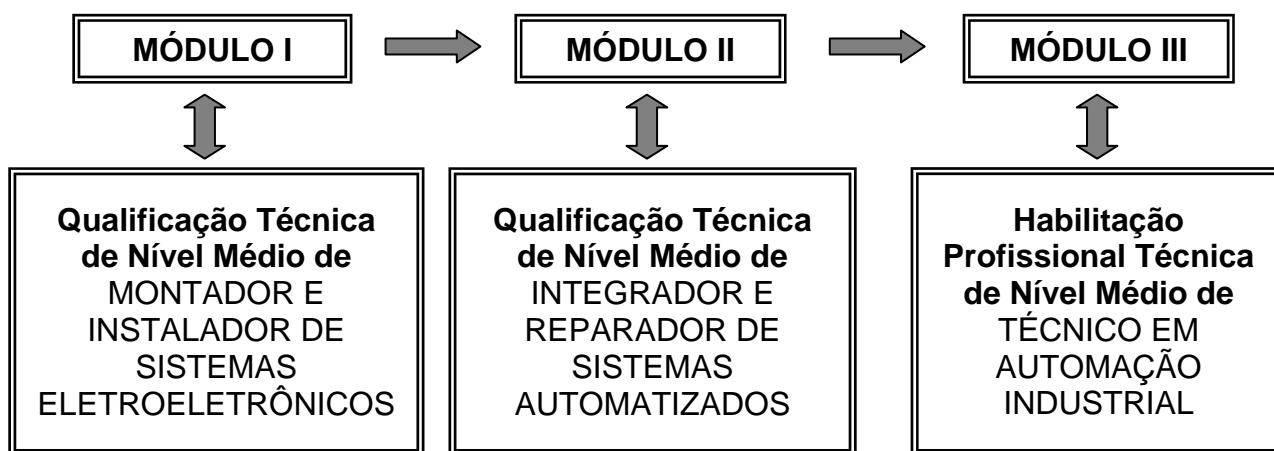 MÓDULO I
MÓDULO II
MÓDULO III
Qualificação Técnica
de Nível Médio de
MONTADOR E
INSTALADOR DE
SISTEMAS
ELETROELETRÔNICOS
Qualificação Técnica
de Nível Médio de
INTEGRADOR E
REPARADOR DE
SISTEMAS
AUTOMATIZADOS
Habilitação
Profissional Técnica
de Nível Médio de
TÉCNICO EM
AUTOMAÇÃO
INDUSTRIAL